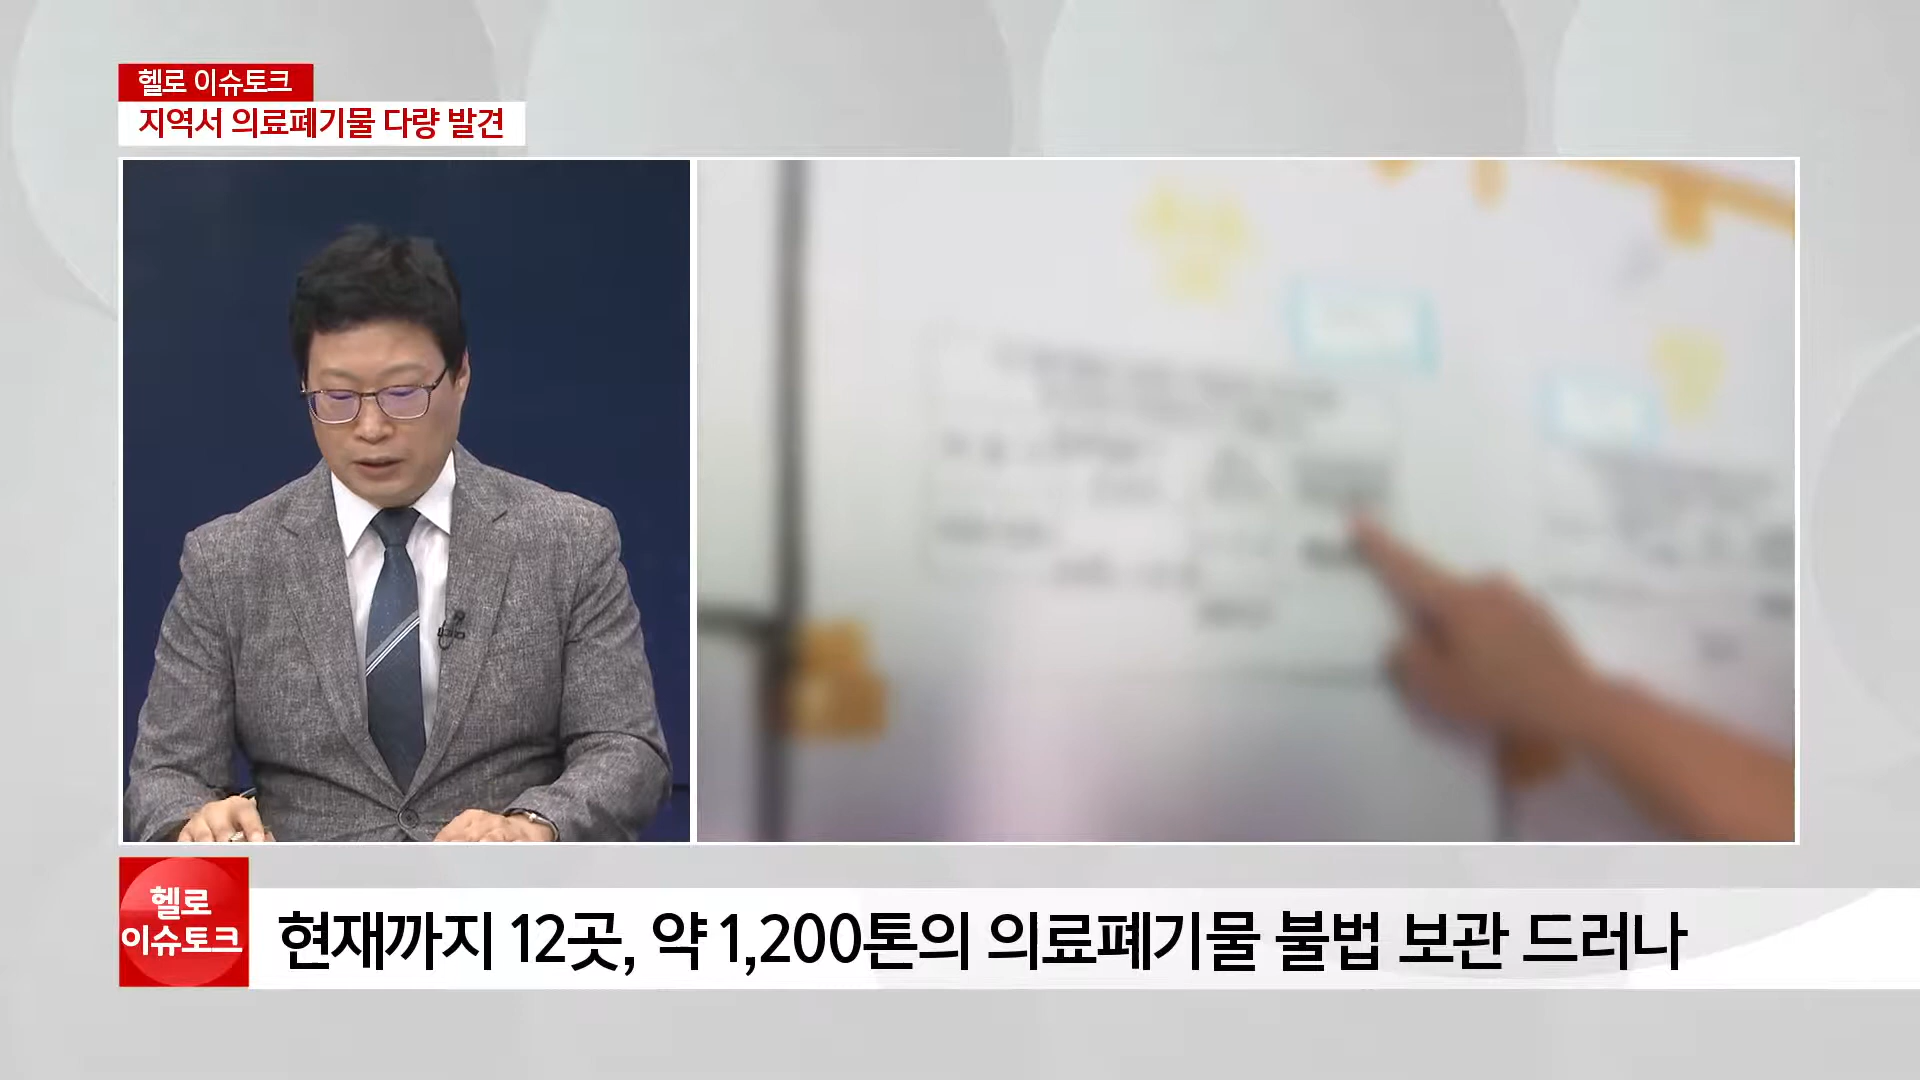 헬로 이슈토크
지역서 의료폐기물 다량 발견
헬로
이슈토크
현재까지 12곳, 약 1,200톤의 의료폐기물 불법 보관 드러나